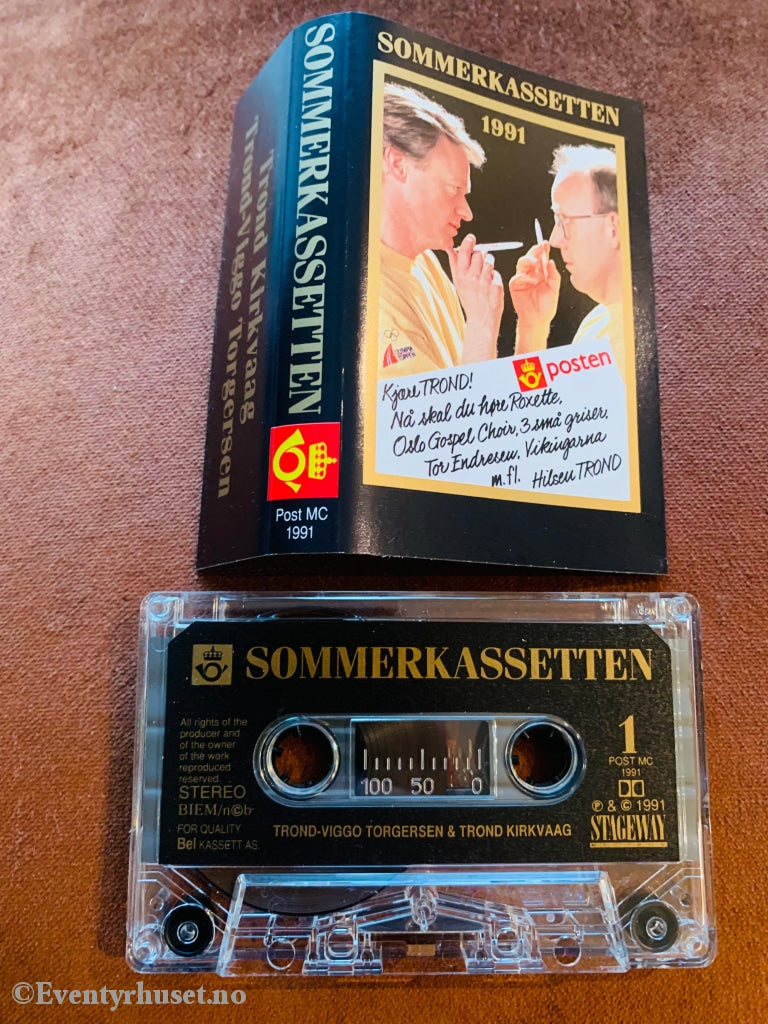 SOMMERKASSETTEN
Trond Kirkvaag
Trond-Viggo Torgersen
Post MC
1991
SOMMERKASSETTEN
1991
posten
Kjære TROND!
Nå skal du høre Roxette,
Oslo Gospel Choir, 3 små griser,
Tor Endresen, Vikingarna
m.fl. Hilsen TROND
SOMMERKASSETTEN
All rights of the
producer and
of the owner
of the work
reproduced
reserved.
STEREO
BIEM/n©b
FOR QUALITY
Bel KASSETT AS.
100 50 0
1
POST MC
1991
℗ & © 1991
STAGEWAY
TROND-VIGGO TORGERSEN & TROND KIRKVAAG
©Eventyrhuset.no